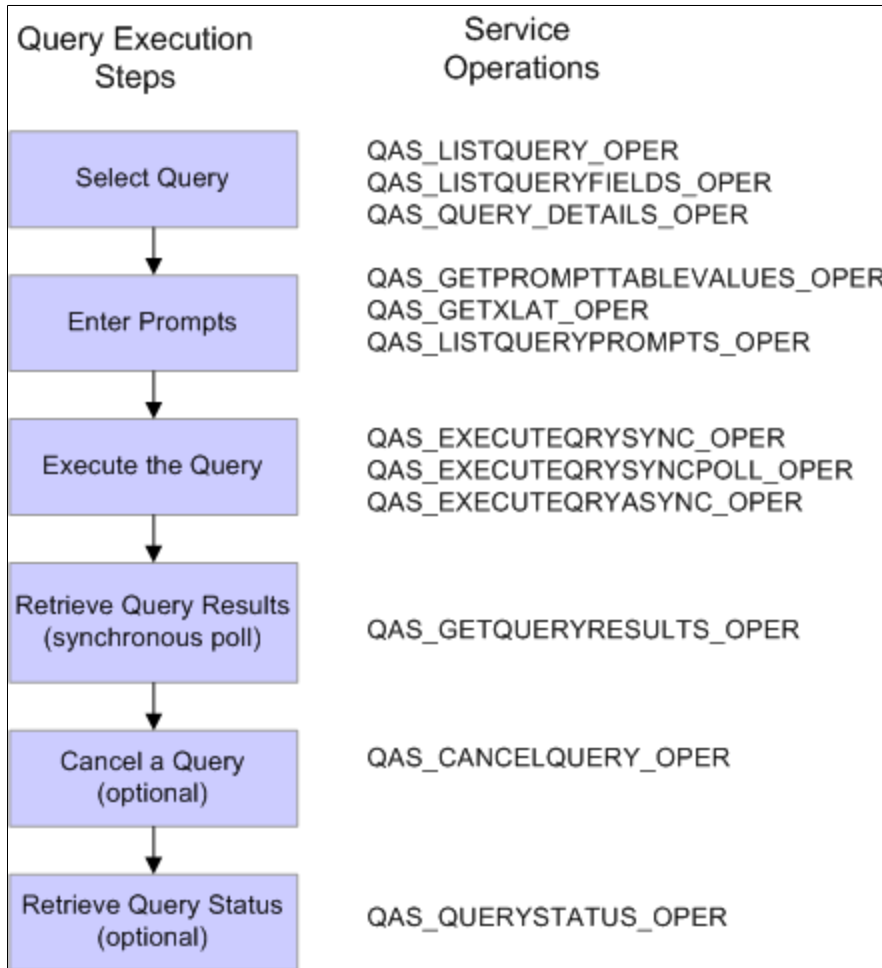 Query Execution
Steps
Service
Operations
Select Query
QAS_LISTQUERY_OPER
QAS_LISTQUERYFIELDS_OPER
QAS_QUERY_DETAILS_OPER
Enter Prompts
QAS_GETPROMPTTABLEVALUES_OPER
QAS_GETXLAT_OPER
QAS_LISTQUERYPROMPTS_OPER
Execute the Query
QAS_EXECUTEQRYSYNC_OPER
QAS_EXECUTEQRYSYNCPOLL_OPER
QAS_EXECUTEQRYASYNC_OPER
Retrieve Query Results
(synchronous poll)
QAS_GETQUERYRESULTS_OPER
Cancel a Query
(optional)
QAS_CANCELQUERY_OPER
Retrieve Query Status
(optional)
QAS_QUERYSTATUS_OPER